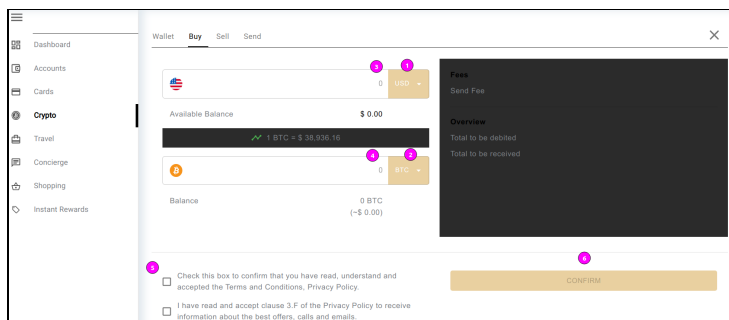 Wallet Buy Sell Send
Dashboard
Accounts
Cards
Crypto
Travel
Concierge
Shopping
Instant Rewards
3
1
0 USD
Available Balance $ 0.00
1 BTC = $ 38,936.16
4
2
0 BTC
Balance 0 BTC
(~$ 0.00)
Fees
Send Fee
Overview
Total to be debited
Total to be received
5
Check this box to confirm that you have read, understand and
accepted the Terms and Conditions, Privacy Policy.
I have read and accept clause 3.F of the Privacy Policy to receive
information about the best offers, calls and emails.
6
CONFIRM